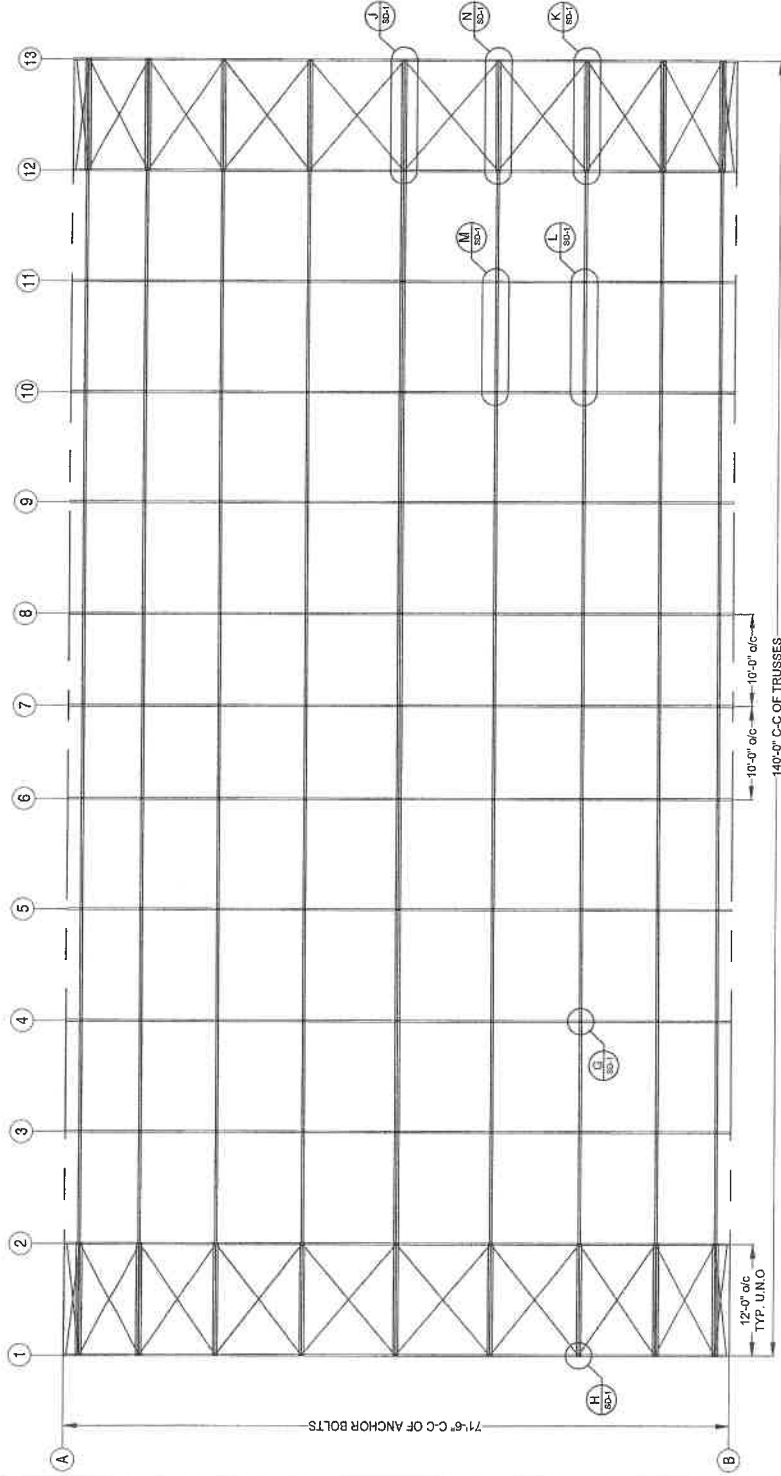 1
2
3
4
5
6
7
8
9
10
11
12
13
J
SD-1
N
SD-1
K
SD-1
M
SD-1
L
SD-1
G
SD-1
H
SD-1
A
B
71'-6" C-C OF ANCHOR BOLTS
12'-0" o/c
TYP. U.N.O
10'-0" o/c
10'-0" o/c
140'-0" C-C OF TRUSSES